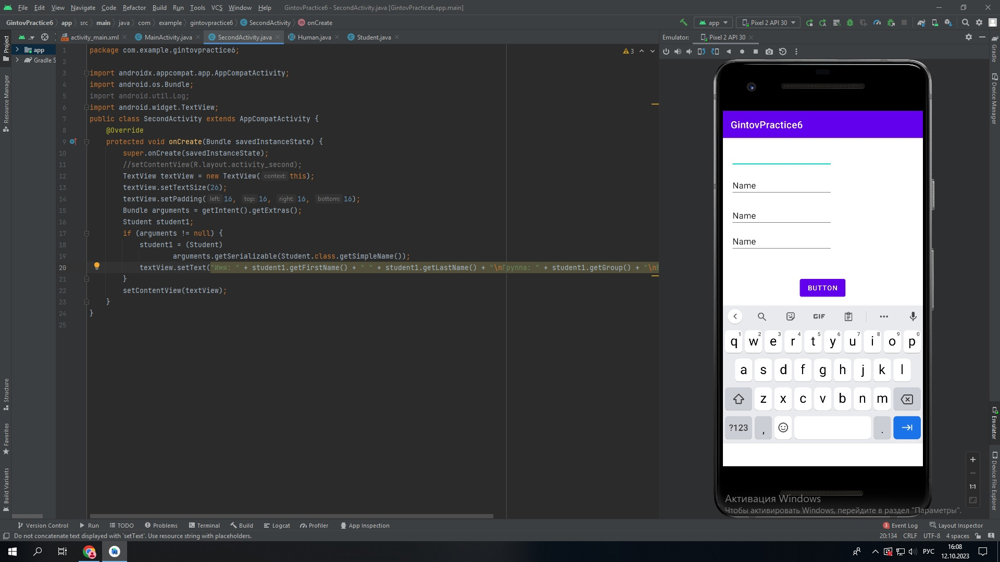 File Edit View Navigate Code Refactor Build Run Tools VCS Window Help GintovPractice6 - SecondActivity.java [GintovPractice6.app.main]
GintovPractice6 app src main java com example gintovpractice6 SecondActivity onCreate app Pixel 2 API 30
activity_main.xml MainActivity.java SecondActivity.java Human.java Student.java
Emulator: Pixel 2 API 30
Project
app
Gradle S
Resource Manager
Structure
Favorites
Build Variants
3
1 package com.example.gintovpractice6;
2
3 import androidx.appcompat.app.AppCompatActivity;
4 import android.os.Bundle;
5 import android.util.Log;
6 import android.widget.TextView;
7 public class SecondActivity extends AppCompatActivity {
8 @Override
9 protected void onCreate(Bundle savedInstanceState) {
10 super.onCreate(savedInstanceState);
11 //setContentView(R.layout.activity_second);
12 TextView textView = new TextView( context: this);
13 textView.setTextSize(26);
14 textView.setPadding( left: 16, top: 16, right: 16, bottom: 16);
15 Bundle arguments = getIntent().getExtras();
16 Student student1;
17 if (arguments != null) {
18 student1 = (Student)
19 arguments.getSerializable(Student.class.getSimpleName());
20 textView.setText("Имя: " + student1.getFirstName() + " " + student1.getLastName() + "\nГруппа: " + student1.getGroup() + "\n
21 }
22 setContentView(textView);
23 }
24 }
25
GintovPractice6
Name
Name
Name
BUTTON
GIF
q1 w2 e3 r4 t5 y6 u7 i8 o9 p0
a s d f g h j k l
z x c v b n m
?123 , .
Активация Windows
Чтобы активировать Windows, перейдите в раздел "Параметры".
1:1
Gradle
Device Manager
Emulator
Device File Explorer
Version Control Run TODO Problems Terminal Build Logcat Profiler App Inspection 3 Event Log Layout Inspector
Do not concatenate text displayed with `setText`. Use resource string with placeholders. 20:134 CRLF UTF-8 4 spaces
РУС 16:08
12.10.2023